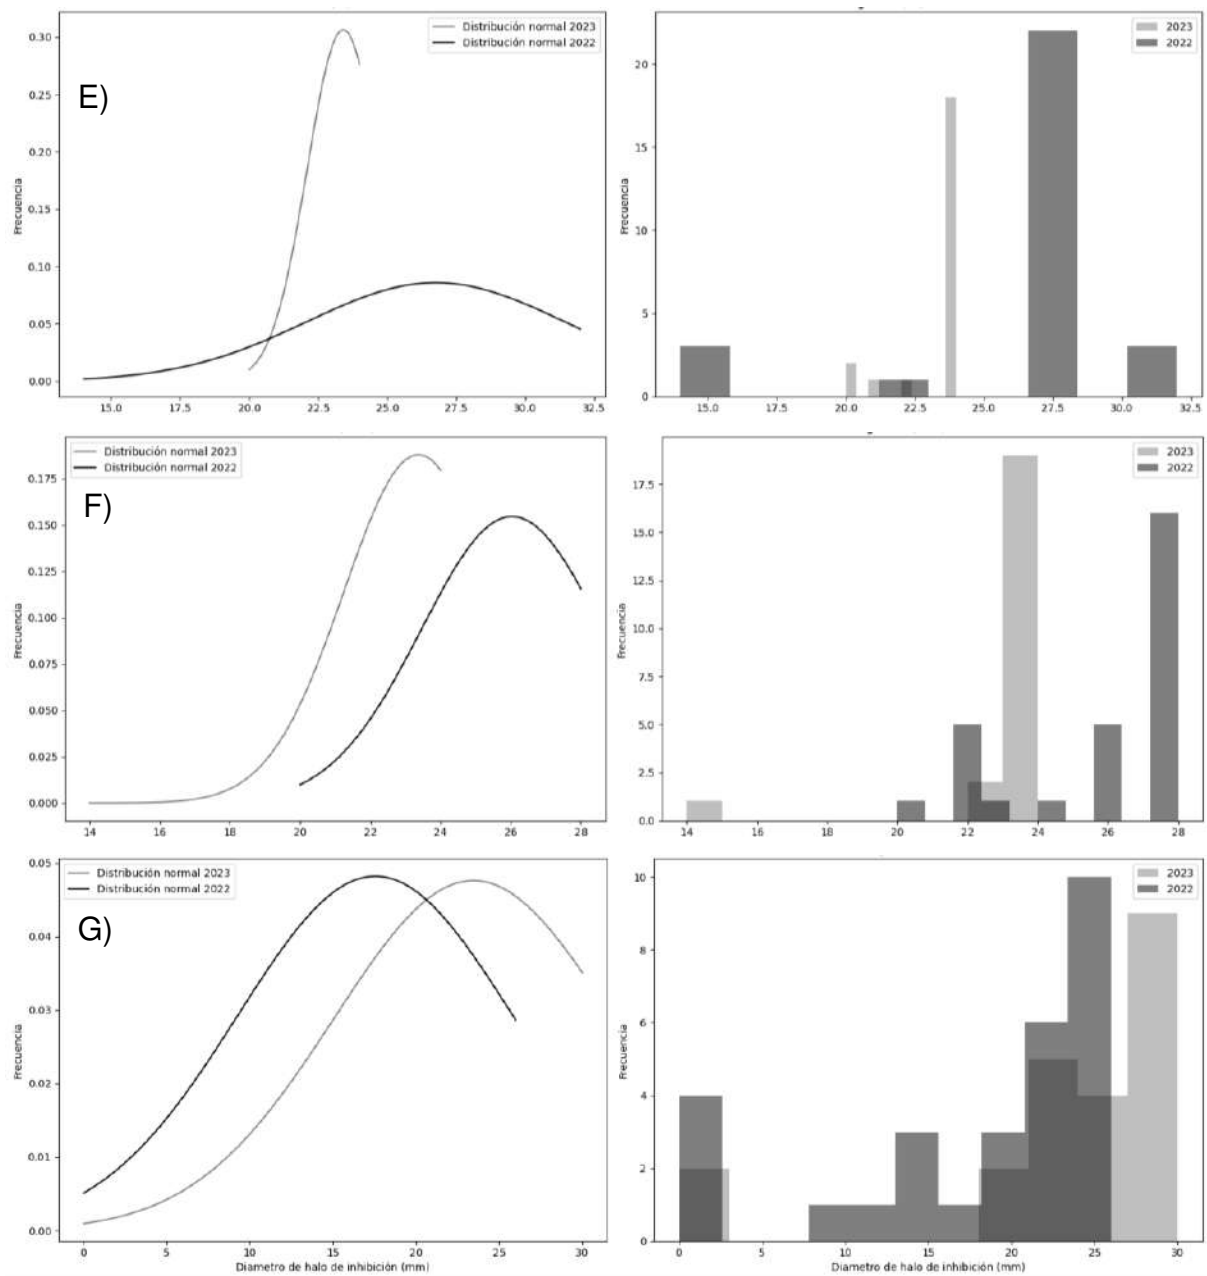 Distribución normal 2023
Distribución normal 2022
E)
Frecuencia
0.30
0.25
0.20
0.15
0.10
0.05
0.00
15.0 17.5 20.0 22.5 25.0 27.5 30.0 32.5
2023
2022
Frecuencia
20
15
10
5
0
15.0 17.5 20.0 22.5 25.0 27.5 30.0 32.5
Distribución normal 2023
Distribución normal 2022
F)
Frecuencia
0.175
0.150
0.125
0.100
0.075
0.050
0.025
0.000
14 16 18 20 22 24 26 28
2023
2022
Frecuencia
17.5
15.0
12.5
10.0
7.5
5.0
2.5
0.0
14 16 18 20 22 24 26 28
Distribución normal 2023
Distribución normal 2022
G)
Frecuencia
0.05
0.04
0.03
0.02
0.01
0.00
0 5 10 15 20 25 30
Diametro de halo de inhibición (mm)
2023
2022
Frecuencia
10
8
6
4
2
0
0 5 10 15 20 25 30
Diametro de halo de inhibición (mm)